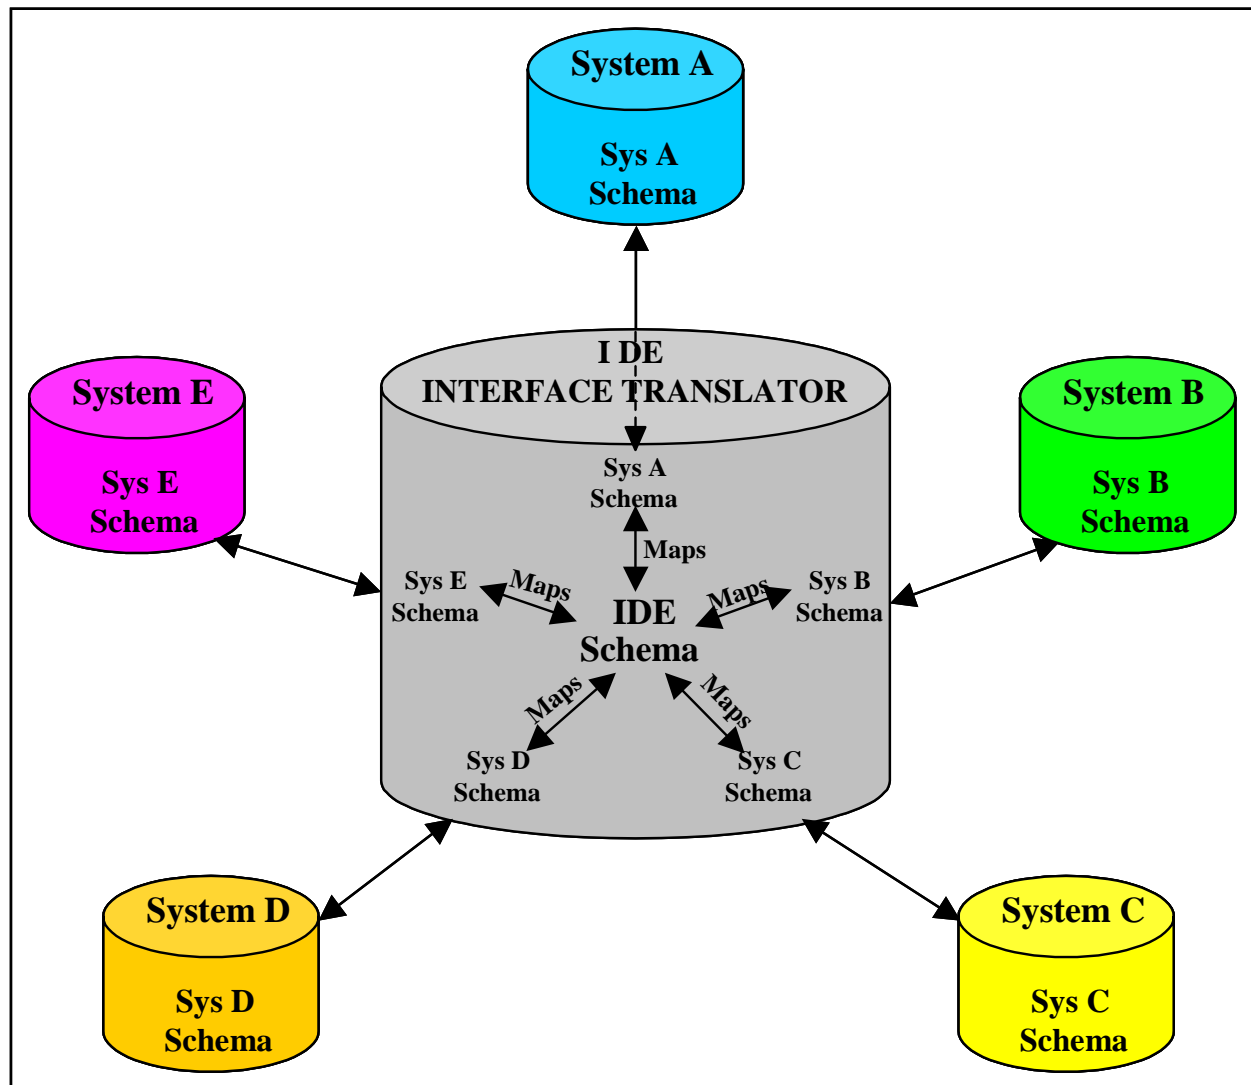 System A
Sys A
Schema
I DE
INTERFACE TRANSLATOR
System E
Sys E
Schema
System B
Sys B
Schema
Sys A
Schema
Maps
Sys E
Schema
Maps
IDE
Schema
Maps
Sys B
Schema
Maps
Sys D
Schema
Maps
Sys C
Schema
System D
Sys D
Schema
System C
Sys C
Schema